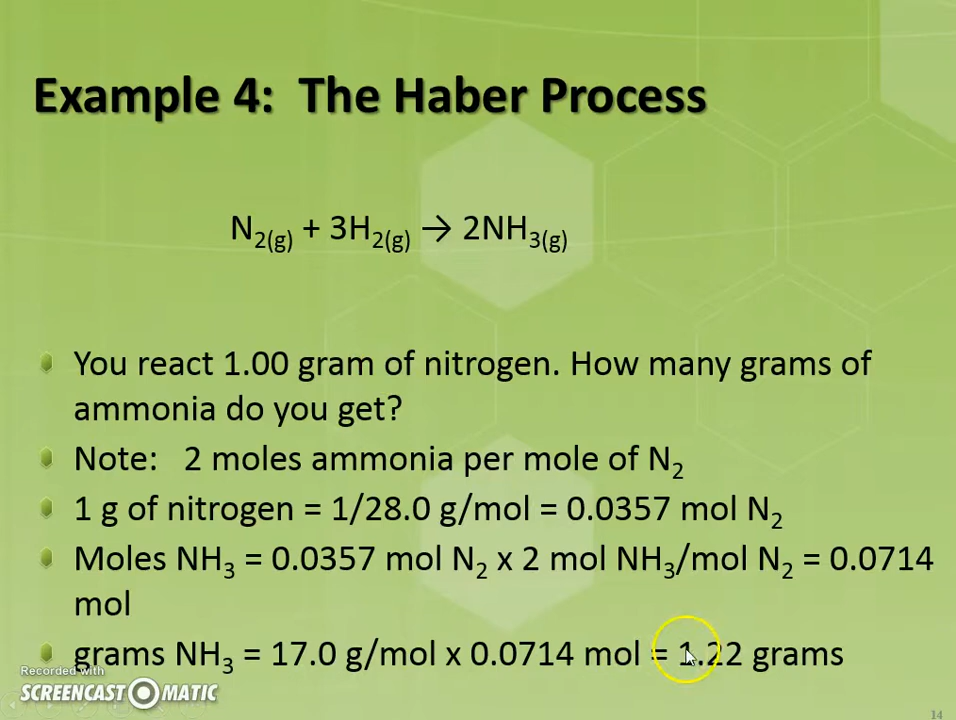 Example 4: The Haber Process
N₂(g) + 3H₂(g) → 2NH₃(g)
You react 1.00 gram of nitrogen. How many grams of
ammonia do you get?
Note: 2 moles ammonia per mole of N₂
1 g of nitrogen = 1/28.0 g/mol = 0.0357 mol N₂
Moles NH₃ = 0.0357 mol N₂ x 2 mol NH₃/mol N₂ = 0.0714
mol
grams NH₃ = 17.0 g/mol x 0.0714 mol = 1.22 grams
Recorded with
SCREENCAST O MATIC
14